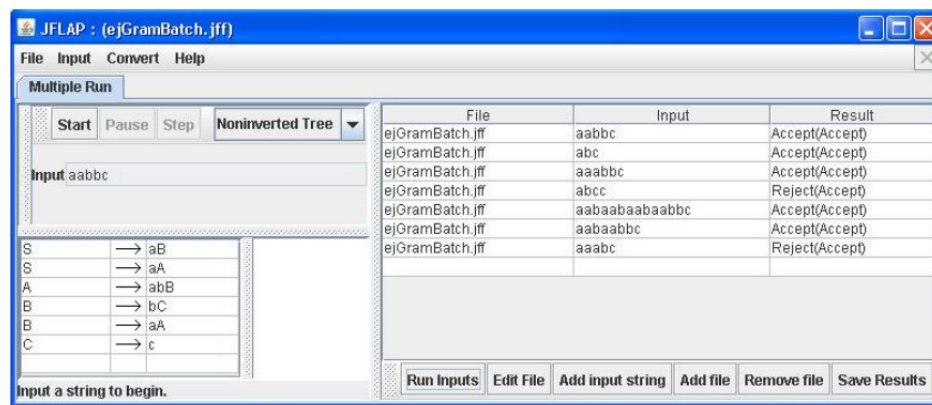 JFLAP : (ejGramBatch.jff)
File Input Convert Help
Multiple Run
Start Pause Step Noninverted Tree
Input aabbc
S → aB
S → aA
A → abB
B → bC
B → aA
C → c
Input a string to begin.
File Input Result
ejGramBatch.jff aabbc Accept(Accept)
ejGramBatch.jff abc Accept(Accept)
ejGramBatch.jff aaabbc Accept(Accept)
ejGramBatch.jff abcc Reject(Accept)
ejGramBatch.jff aabaabaabaabbc Accept(Accept)
ejGramBatch.jff aabaabbc Accept(Accept)
ejGramBatch.jff aaabc Reject(Accept)
Run Inputs Edit File Add input string Add file Remove file Save Results